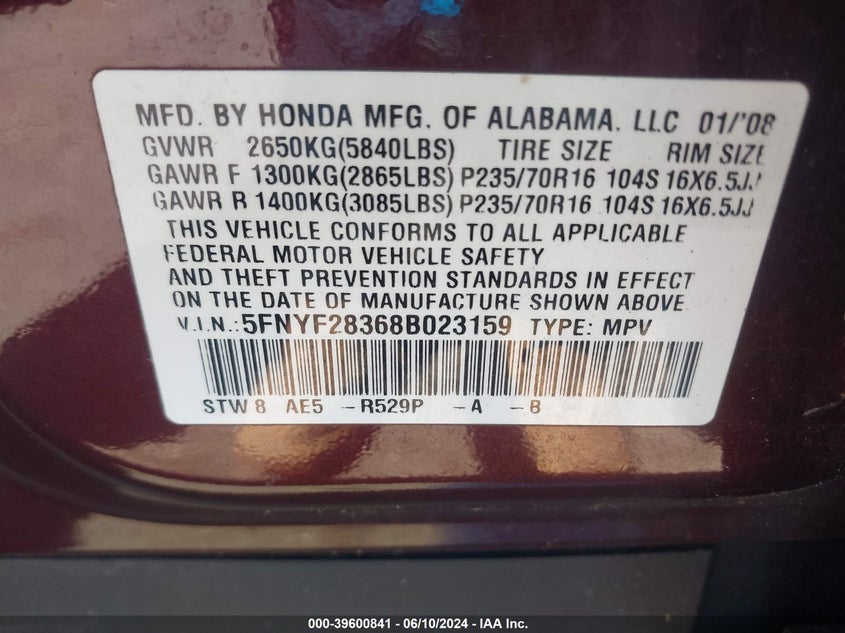 MFD. BY HONDA MFG. OF ALABAMA, LLC 01/'08
GVWR 2650KG(5840LBS) TIRE SIZE RIM SIZE
GAWR F 1300KG(2865LBS) P235/70R16 104S 16X6.5JJ
GAWR R 1400KG(3085LBS) P235/70R16 104S 16X6.5JJ
THIS VEHICLE CONFORMS TO ALL APPLICABLE
FEDERAL MOTOR VEHICLE SAFETY
AND THEFT PREVENTION STANDARDS IN EFFECT
ON THE DATE OF MANUFACTURE SHOWN ABOVE.
V.I.N.:5FNYF28368B023159 TYPE: MPV
STW8 AE5 -R529P -A -B
000-39600841 - 06/10/2024 - IAA Inc.